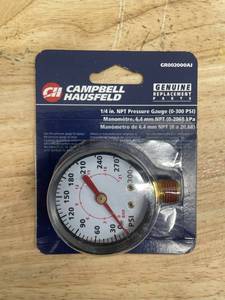 GR002000AJ
CH CAMPBELL
HAUSFELD
GENUINE
REPLACEMENT
PARTS
1/4 in. NPT Pressure Gauge (0-300 PSI)
Manomètre, 6,4 mm NPT (0-2068 kPa
Manómetro de 6,4 mm NPT (0 a 20,68)
30
60
90
120
150
180
210
240
270
300
PSI